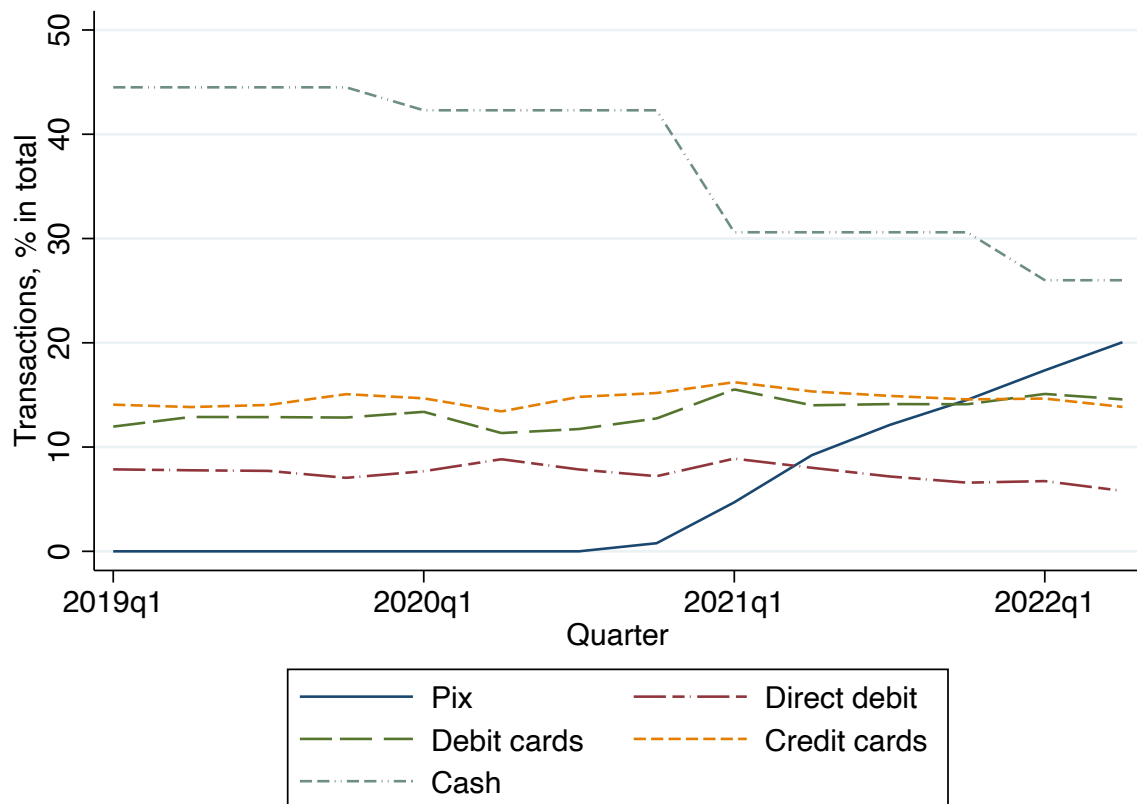 50
40
30
20
10
0
Transactions, % in total
2019q1 2020q1 2021q1 2022q1
Quarter
Pix Direct debit
Debit cards Credit cards
Cash